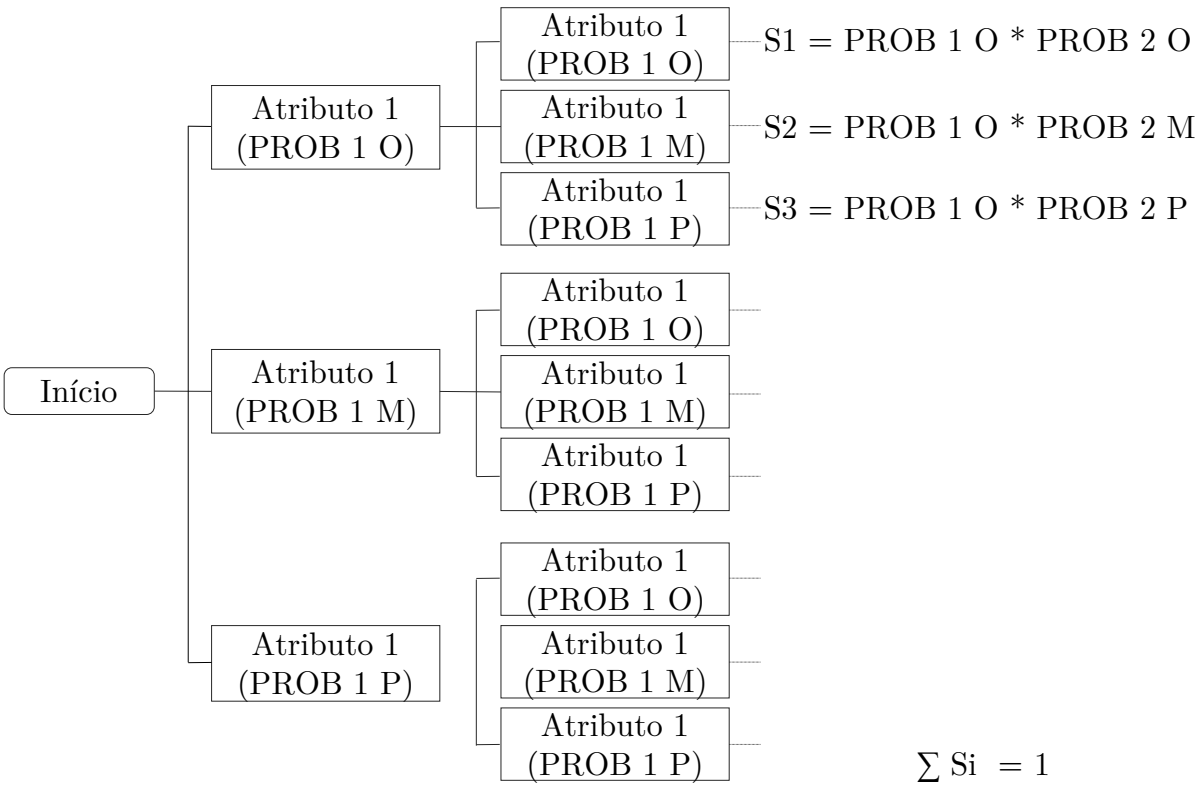 Atributo 1
(PROB 1 O)
S1 = PROB 1 O * PROB 2 O
Atributo 1
(PROB 1 O)
Atributo 1
(PROB 1 M)
S2 = PROB 1 O * PROB 2 M
Atributo 1
(PROB 1 P)
S3 = PROB 1 O * PROB 2 P
Atributo 1
(PROB 1 O)
Início
Atributo 1
(PROB 1 M)
Atributo 1
(PROB 1 M)
Atributo 1
(PROB 1 P)
Atributo 1
(PROB 1 O)
Atributo 1
(PROB 1 P)
Atributo 1
(PROB 1 M)
Atributo 1
(PROB 1 P)
∑ Si = 1